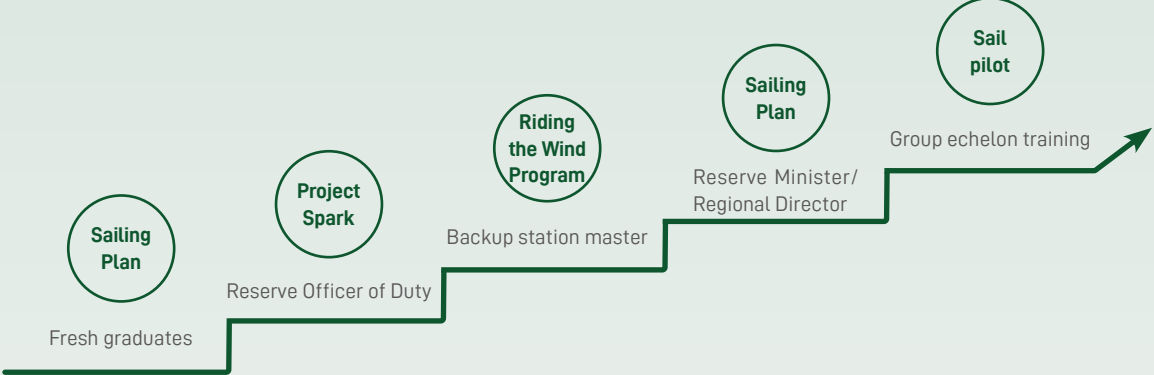 Sailing
Plan
Fresh graduates
Project
Spark
Reserve Officer of Duty
Riding
the Wind
Program
Backup station master
Sailing
Plan
Reserve Minister/
Regional Director
Sail
pilot
Group echelon training